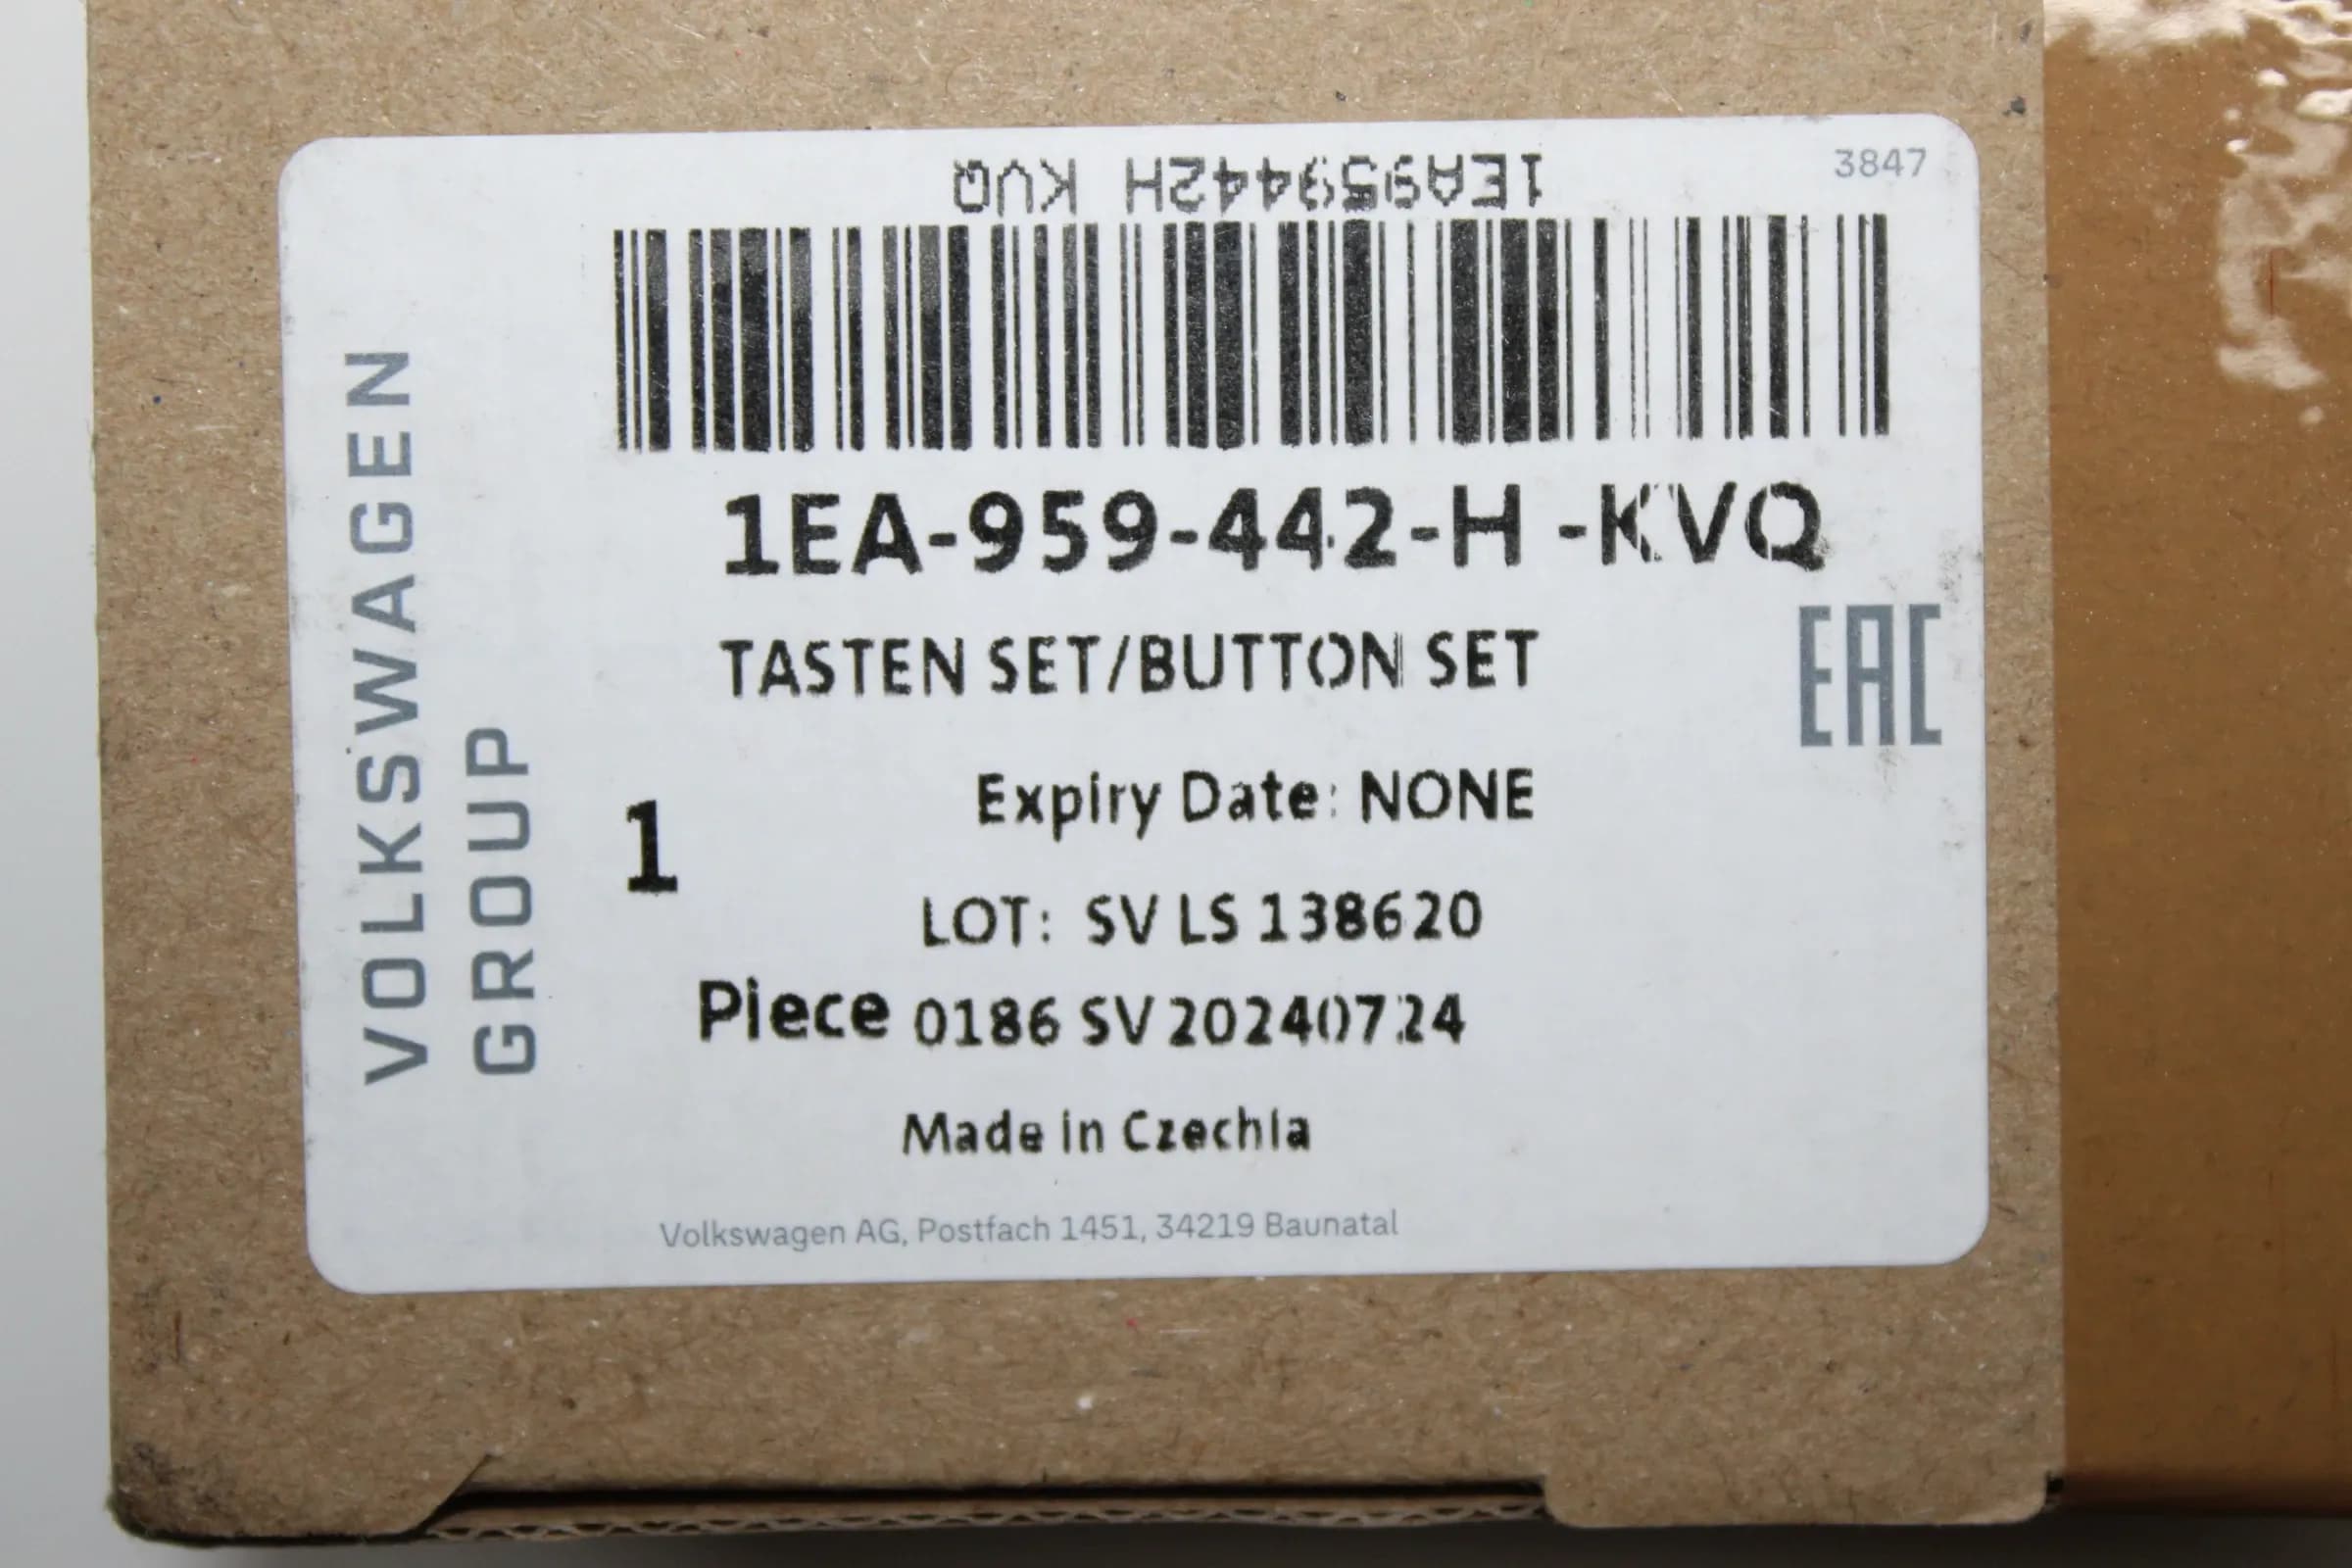 3847
1EA959442H KVQ
1EA-959-442-H -KVQ
TASTEN SET/BUTTON SET
EAC
Expiry Date: NONE
1
LOT: SV LS 138620
Piece 0186 SV 20240724
Made in Czechia
Volkswagen AG, Postfach 1451, 34219 Baunatal
VOLKSWAGEN
GROUP